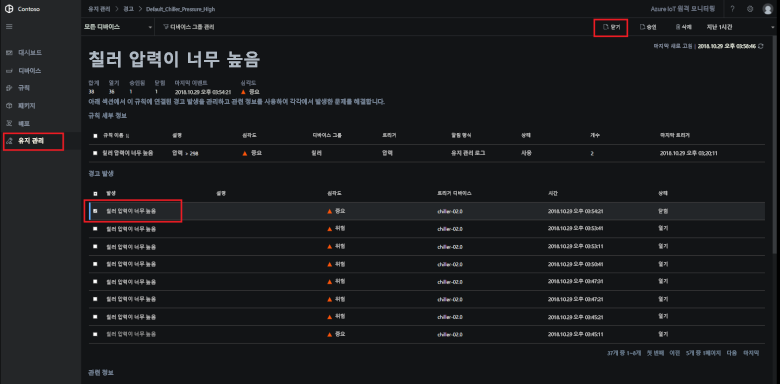 Contoso
유지 관리 > 경고 > Default_Chiller_Pressure_High
Azure IoT 원격 모니터링
모든 디바이스
디바이스 그룹 관리
닫기
승인
삭제
지난 1시간
대시보드
디바이스
규칙
패키지
배포
유지 관리
마지막 새로 고침 | 2018.10.29 오후 03:58:46
칠러 압력이 너무 높음
합계 열기 승인됨 닫힘 마지막 이벤트 심각도
38 36 1 1 2018.10.29 오후 03:54:21 중요
아래 섹션에서 이 규칙에 연결된 경고 발생을 관리하고 관련 정보를 사용하여 각각에서 발생한 문제를 해결합니다.
규칙 세부 정보
규칙 이름 설명 심각도 디바이스 그룹 트리거 알림 형식 상태 개수 마지막 트리거
칠러 압력이 너무 높음 압력 > 298 중요 칠러 압력 유지 관리 로그 사용 2 2018.10.29 오후 03:20:11
경고 발생
발생 설명 심각도 트리거 디바이스 시간 상태
칠러 압력이 너무 높음 중요 chiller-02.0 2018.10.29 오후 03:54:21 닫힘
칠러 압력이 너무 높음 위험 chiller-02.0 2018.10.29 오후 03:53:41 열기
칠러 압력이 너무 높음 위험 chiller-02.0 2018.10.29 오후 03:53:11 열기
칠러 압력이 너무 높음 위험 chiller-02.0 2018.10.29 오후 03:50:41 열기
칠러 압력이 너무 높음 위험 chiller-02.0 2018.10.29 오후 03:47:31 열기
칠러 압력이 너무 높음 위험 chiller-02.0 2018.10.29 오후 03:47:21 열기
칠러 압력이 너무 높음 위험 chiller-02.0 2018.10.29 오후 03:45:21 열기
칠러 압력이 너무 높음 중요 chiller-02.0 2018.10.29 오후 03:45:11 열기
37개 중 1~8개 첫 번째 이전 5개 중 1페이지 다음 마지막
관련 정보